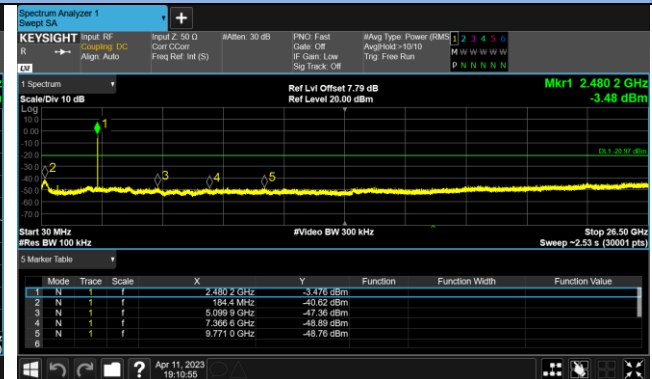 Spectrum Analyzer 1
Swept SA
+
KEYSIGHT Input: RF Input Z: 50 Ω #Atten: 30 dB PNO: Fast #Avg Type: Power (RMS 1 2 3 4 5 6
R Coupling: DC Corr CCorr Gate: Off Avg|Hold:>10/10 M W W W W W
Align: Auto Freq Ref: Int (S) IF Gain: Low Trig: Free Run
LXI Sig Track: Off P N N N N N
1 Spectrum Ref Lvl Offset 7.79 dB Mkr1 2.480 2 GHz
Scale/Div 10 dB Ref Level 20.00 dBm -3.48 dBm
Log
10.0
0.00
-10.0
-20.0
-30.0
-40.0
-50.0
-60.0
-70.0
1
2
3
4
5
DL1 -20.97 dBm
Start 30 MHz #Video BW 300 kHz Stop 26.50 GHz
#Res BW 100 kHz Sweep ~2.53 s (30001 pts)
5 Marker Table
Mode Trace Scale X Y Function Function Width Function Value
1 N 1 f 2.480 2 GHz -3.476 dBm
2 N 1 f 184.4 MHz -40.62 dBm
3 N 1 f 5.099 9 GHz -47.36 dBm
4 N 1 f 7.366 6 GHz -48.89 dBm
5 N 1 f 9.771 0 GHz -48.76 dBm
6
? Apr 11, 2023
19:10:55